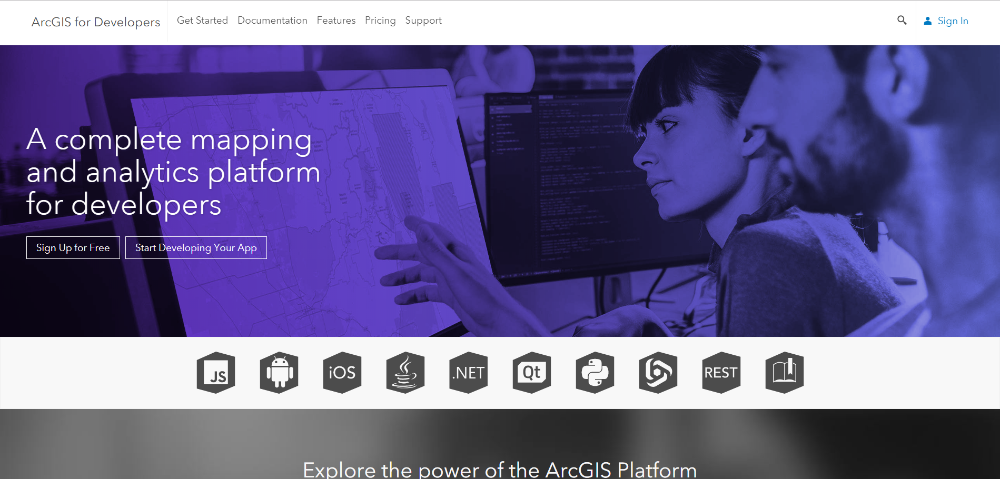 ArcGIS for Developers
Get Started
Documentation
Features
Pricing
Support
Sign In
A complete mapping
and analytics platform
for developers
Sign Up for Free
Start Developing Your App
JS
iOS
.NET
Qt
REST
Explore the power of the ArcGIS Platform